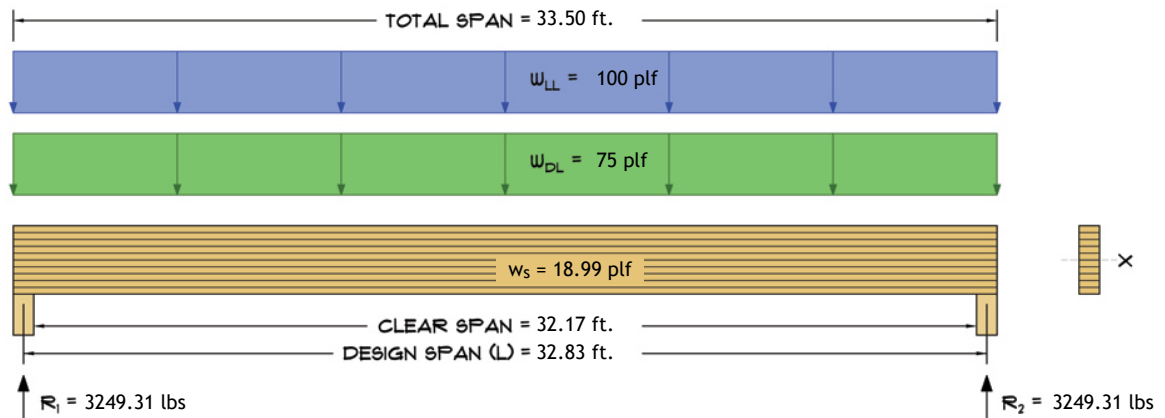 TOTAL SPAN = 33.50 ft.
WLL = 100 plf
WDL = 75 plf
ws = 18.99 plf
X
CLEAR SPAN = 32.17 ft.
DESIGN SPAN (L) = 32.83 ft.
R1 = 3249.31 lbs
R2 = 3249.31 lbs